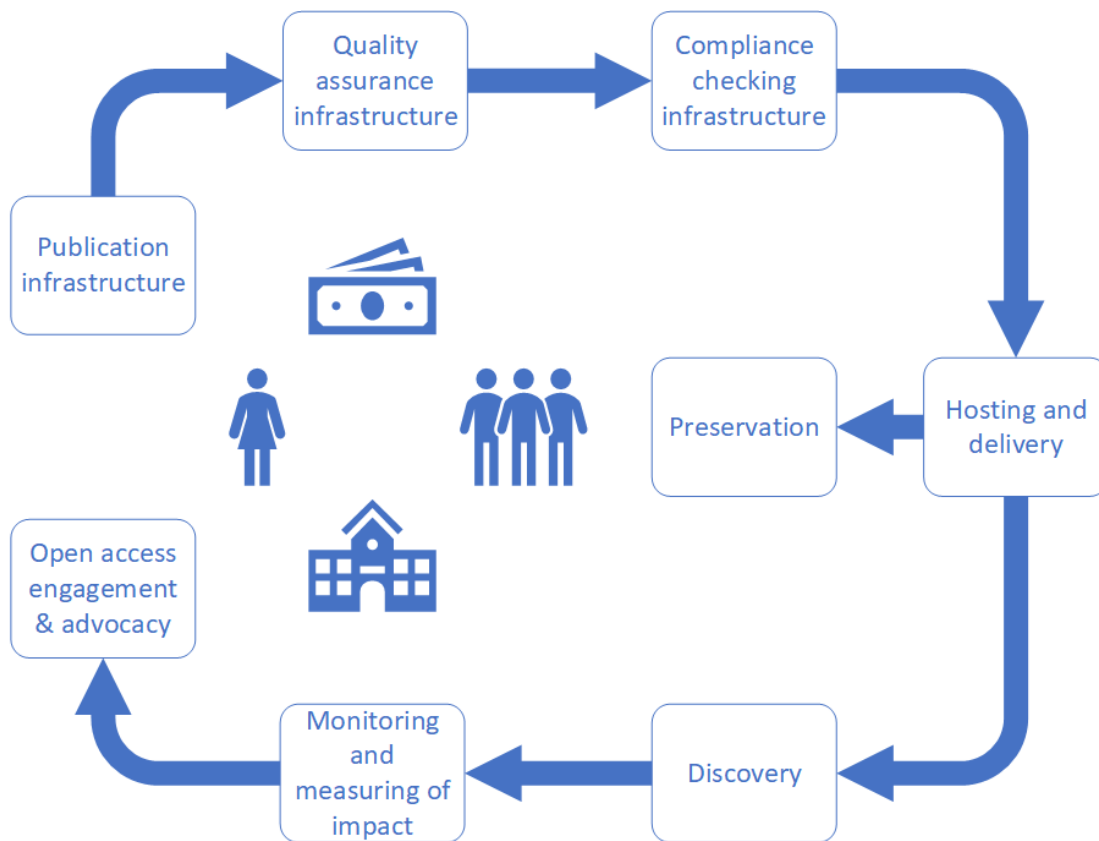 Quality
assurance
infrastructure
Compliance
checking
infrastructure
Publication
infrastructure
Preservation
Hosting and
delivery
Open access
engagement
& advocacy
Monitoring
and
measuring of
impact
Discovery